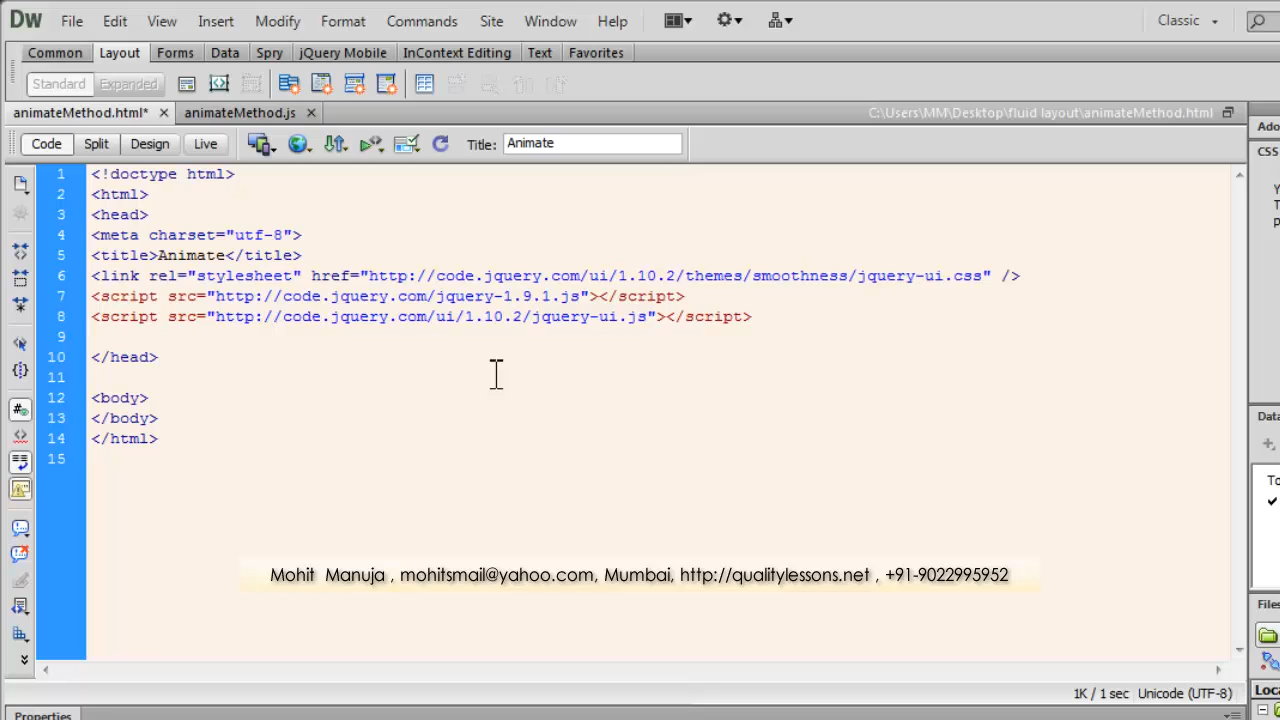 Dw File Edit View Insert Modify Format Commands Site Window Help Classic
Common Layout Forms Data Spry jQuery Mobile InContext Editing Text Favorites
Standard Expanded
animateMethod.html* animateMethod.js C:\Users\MM\Desktop\fluid layout\animateMethod.html
Code Split Design Live Title: Animate
1 <!doctype html>
2 <html>
3 <head>
4 <meta charset="utf-8">
5 <title>Animate</title>
6 <link rel="stylesheet" href="http://code.jquery.com/ui/1.10.2/themes/smoothness/jquery-ui.css" />
7 <script src="http://code.jquery.com/jquery-1.9.1.js"></script>
8 <script src="http://code.jquery.com/ui/1.10.2/jquery-ui.js"></script>
9
10 </head>
11
12 <body>
13 </body>
14 </html>
15
Mohit Manuja , mohitsmail@yahoo.com, Mumbai, http://qualitylessons.net , +91-9022995952
1K / 1 sec Unicode (UTF-8)
Properties
Ado
CSS
Y
T
p
Data
To
Files
Loca